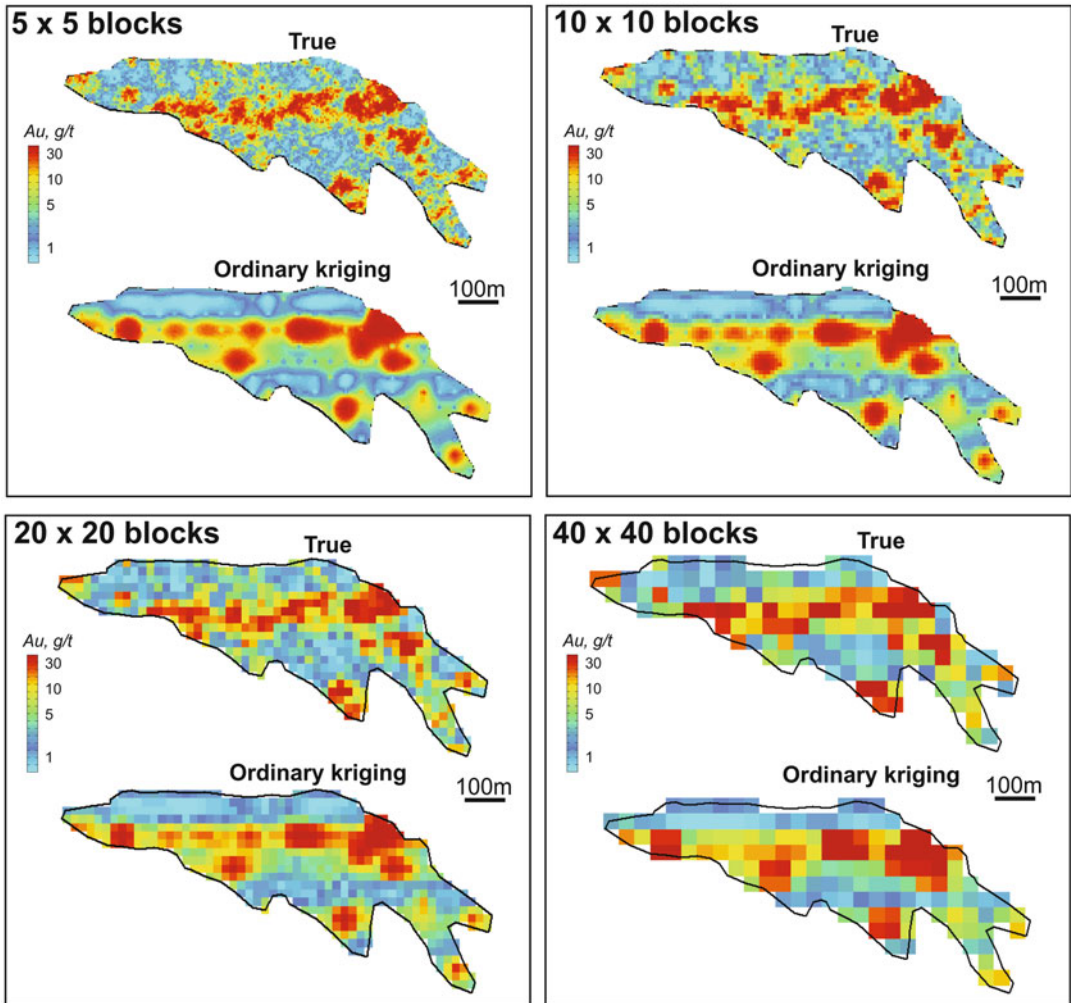 5 x 5 blocks
True
Au, g/t
30
10
5
1
Ordinary kriging
100m
10 x 10 blocks
True
Au, g/t
30
10
5
1
Ordinary kriging
100m
20 x 20 blocks
True
Au, g/t
30
10
5
1
Ordinary kriging
100m
40 x 40 blocks
True
Au, g/t
30
10
5
1
Ordinary kriging
100m